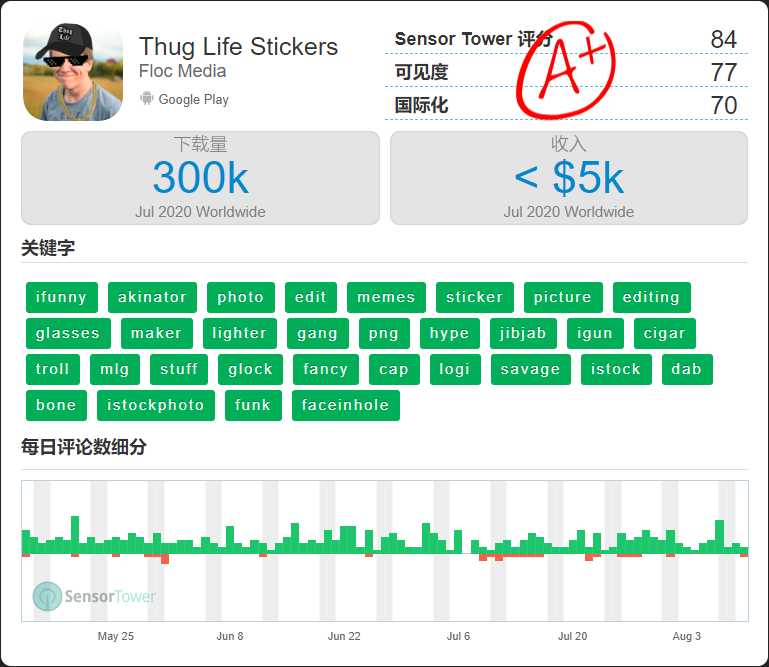 Thug Life
Thug Life Stickers
Floc Media
Google Play
Sensor Tower 评分 84
A+
可见度 77
国际化 70
下载量
300k
Jul 2020 Worldwide
收入
< $5k
Jul 2020 Worldwide
关键字
ifunny akinator photo edit memes sticker picture editing
glasses maker lighter gang png hype jibjab igun cigar
troll mlg stuff glock fancy cap logi savage istock dab
bone istockphoto funk faceinhole
每日评论数细分
SensorTower
May 25 Jun 8 Jun 22 Jul 6 Jul 20 Aug 3